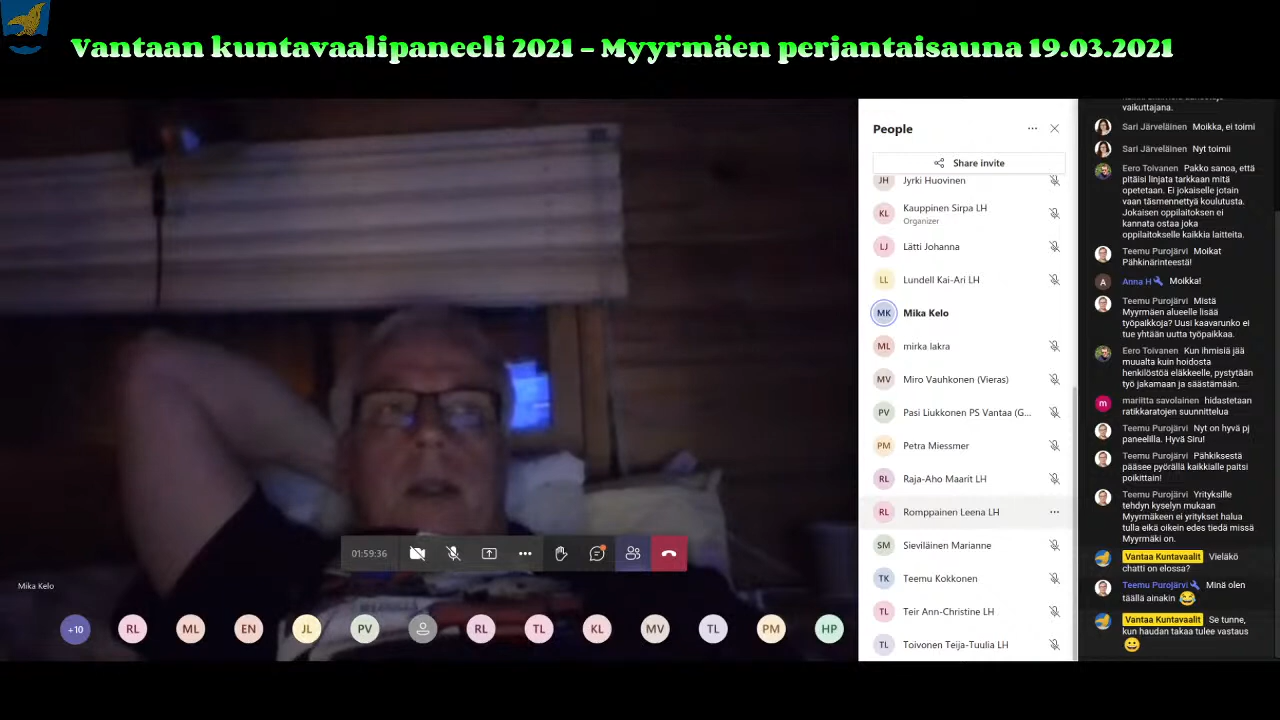 Vantaan kuntavaalipaneeli 2021 – Myyrmäen perjantaisauna 19.03.2021
People
Share invite
JH Jyrki Huovinen
KL Kauppinen Sirpa LH
Organizer
LJ Lätti Johanna
LL Lundell Kai-Ari LH
MK Mika Kelo
ML mirka lakra
MV Miro Vauhkonen (Vieras)
PV Pasi Liukkonen PS Vantaa (G...
PM Petra Miessmer
RL Raja-Aho Maarit LH
RL Romppainen Leena LH
SM Sieviläinen Marianne
TK Teemu Kokkonen
TL Teir Ann-Christine LH
TL Toivonen Teija-Tuulia LH
01:59:36
Mika Kelo
+10 RL ML EN JL PV RL TL KL MV TL PM HP
vaikuttajana.
Sari Järveläinen Moikka, ei toimi
Sari Järveläinen Nyt toimii
Eero Toivanen Pakko sanoa, että
pitäisi linjata tarkkaan mitä
opetetaan. Ei jokaiselle jotain
vaan täsmennettyä koulutusta.
Jokaisen oppilaitoksen ei
kannata ostaa joka
oppilaitokselle kaikkia laitteita.
Teemu Purojärvi Moikat
Pähkinärinteestä!
A Anna H Moikka!
Teemu Purojärvi Mistä
Myyrmäen alueelle lisää
työpaikkoja? Uusi kaavarunko ei
tue yhtään uutta työpaikkaa.
Eero Toivanen Kun ihmisiä jää
muualta kuin hoidosta
henkilöstöä eläkkeelle, pystytään
työ jakamaan ja säästämään.
m mariitta savolainen hidastetaan
ratikkaratojen suunnittelua
Teemu Purojärvi Nyt on hyvä pj
paneelilla. Hyvä Siru!
Teemu Purojärvi Pähkiksestä
pääsee pyörällä kaikkialle paitsi
poikittain!
Teemu Purojärvi Yrityksille
tehdyn kyselyn mukaan
Myyrmäkeen ei yritykset halua
tulla eikä oikein edes tiedä missä
Myyrmäki on.
Vantaa Kuntavaalit Vieläkö
chatti on elossa?
Teemu Purojärvi Minä olen
täällä ainakin 😂
Vantaa Kuntavaalit Se tunne,
kun haudan takaa tulee vastaus
😄